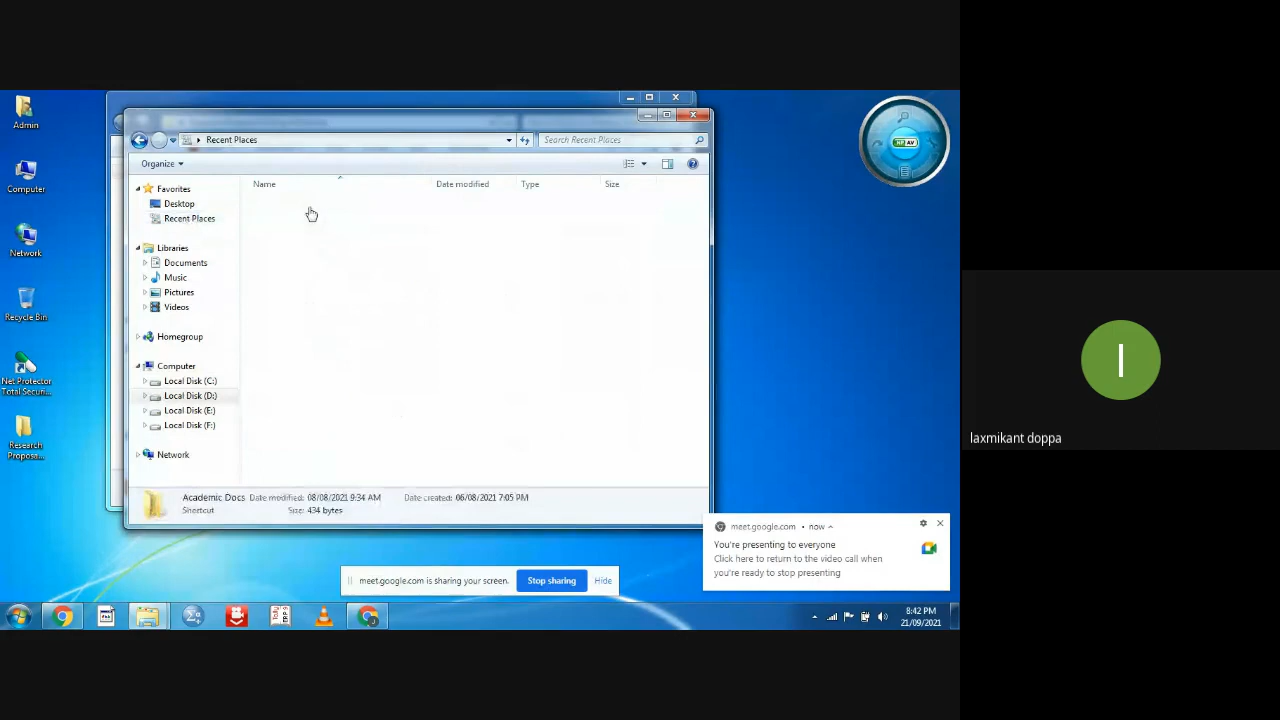 Admin
Computer
Network
Recycle Bin
Net Protector
Total Securi...
Research
Proposa...
Recent Places
Search Recent Places
Organize
Name
Date modified
Type
Size
Favorites
Desktop
Recent Places
Libraries
Documents
Music
Pictures
Videos
Homegroup
Computer
Local Disk (C:)
Local Disk (D:)
Local Disk (E:)
Local Disk (F:)
Network
Academic Docs Date modified: 08/08/2021 9:34 AM Date created: 06/08/2021 7:05 PM
Shortcut Size: 434 bytes
meet.google.com • now
You're presenting to everyone
Click here to return to the video call when
you're ready to stop presenting
meet.google.com is sharing your screen. Stop sharing Hide
8:42 PM
21/09/2021
I
laxmikant doppa